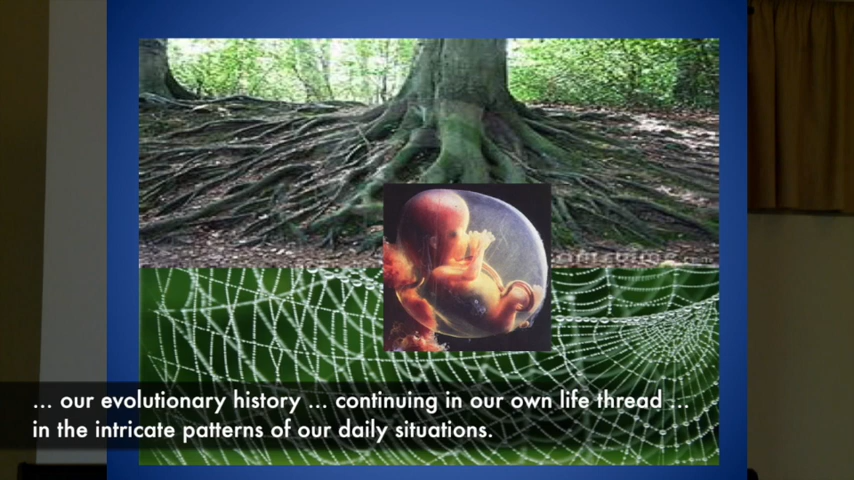 ... our evolutionary history ... continuing in our own life thread ...
in the intricate patterns of our daily situations.